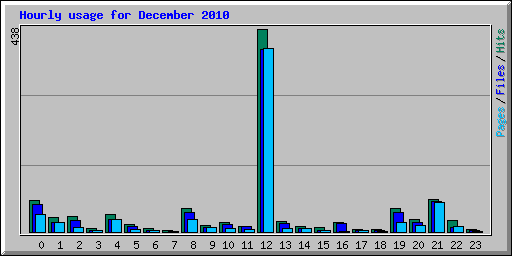 Hourly usage for December 2010
438
Pages/Files/Hits
0 1 2 3 4 5 6 7 8 9 10 11 12 13 14 15 16 17 18 19 20 21 22 23